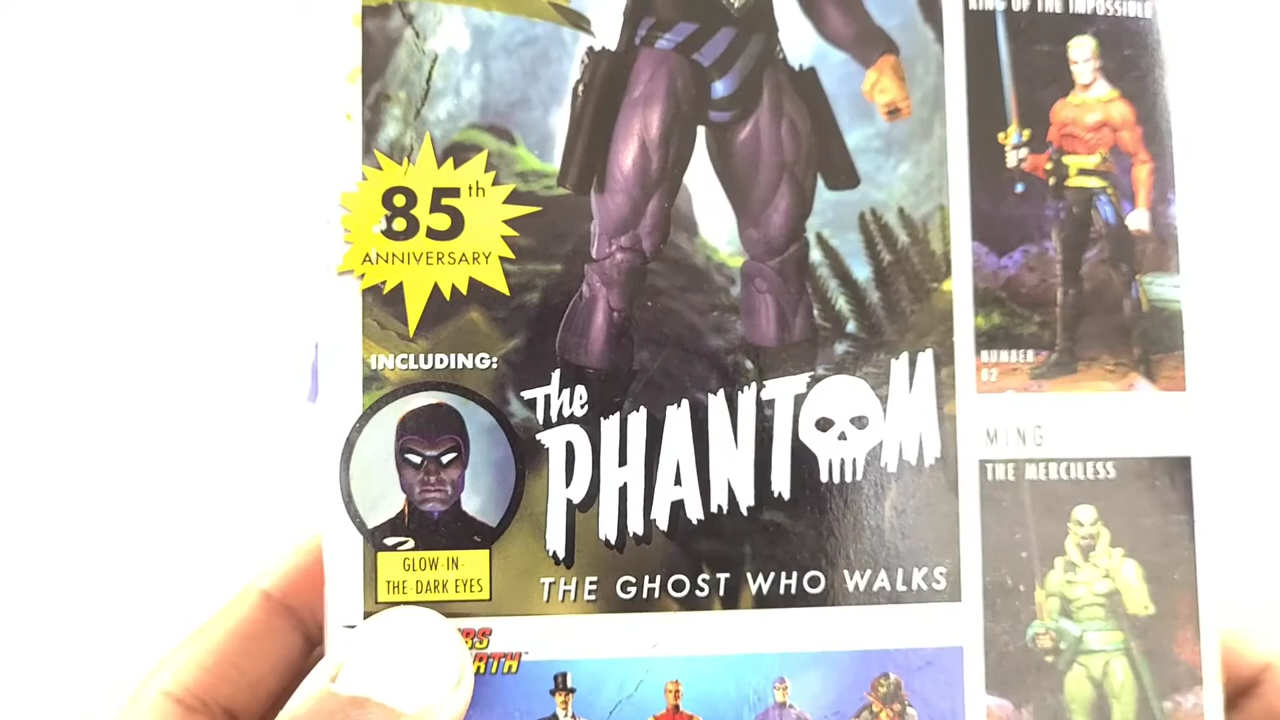 KING OF THE IMPOSSIBLE
85th
ANNIVERSARY
INCLUDING:
GLOW-IN-
THE-DARK EYES
The
PHANTOM
THE GHOST WHO WALKS
NUMBER
02
MING
THE MERCILESS